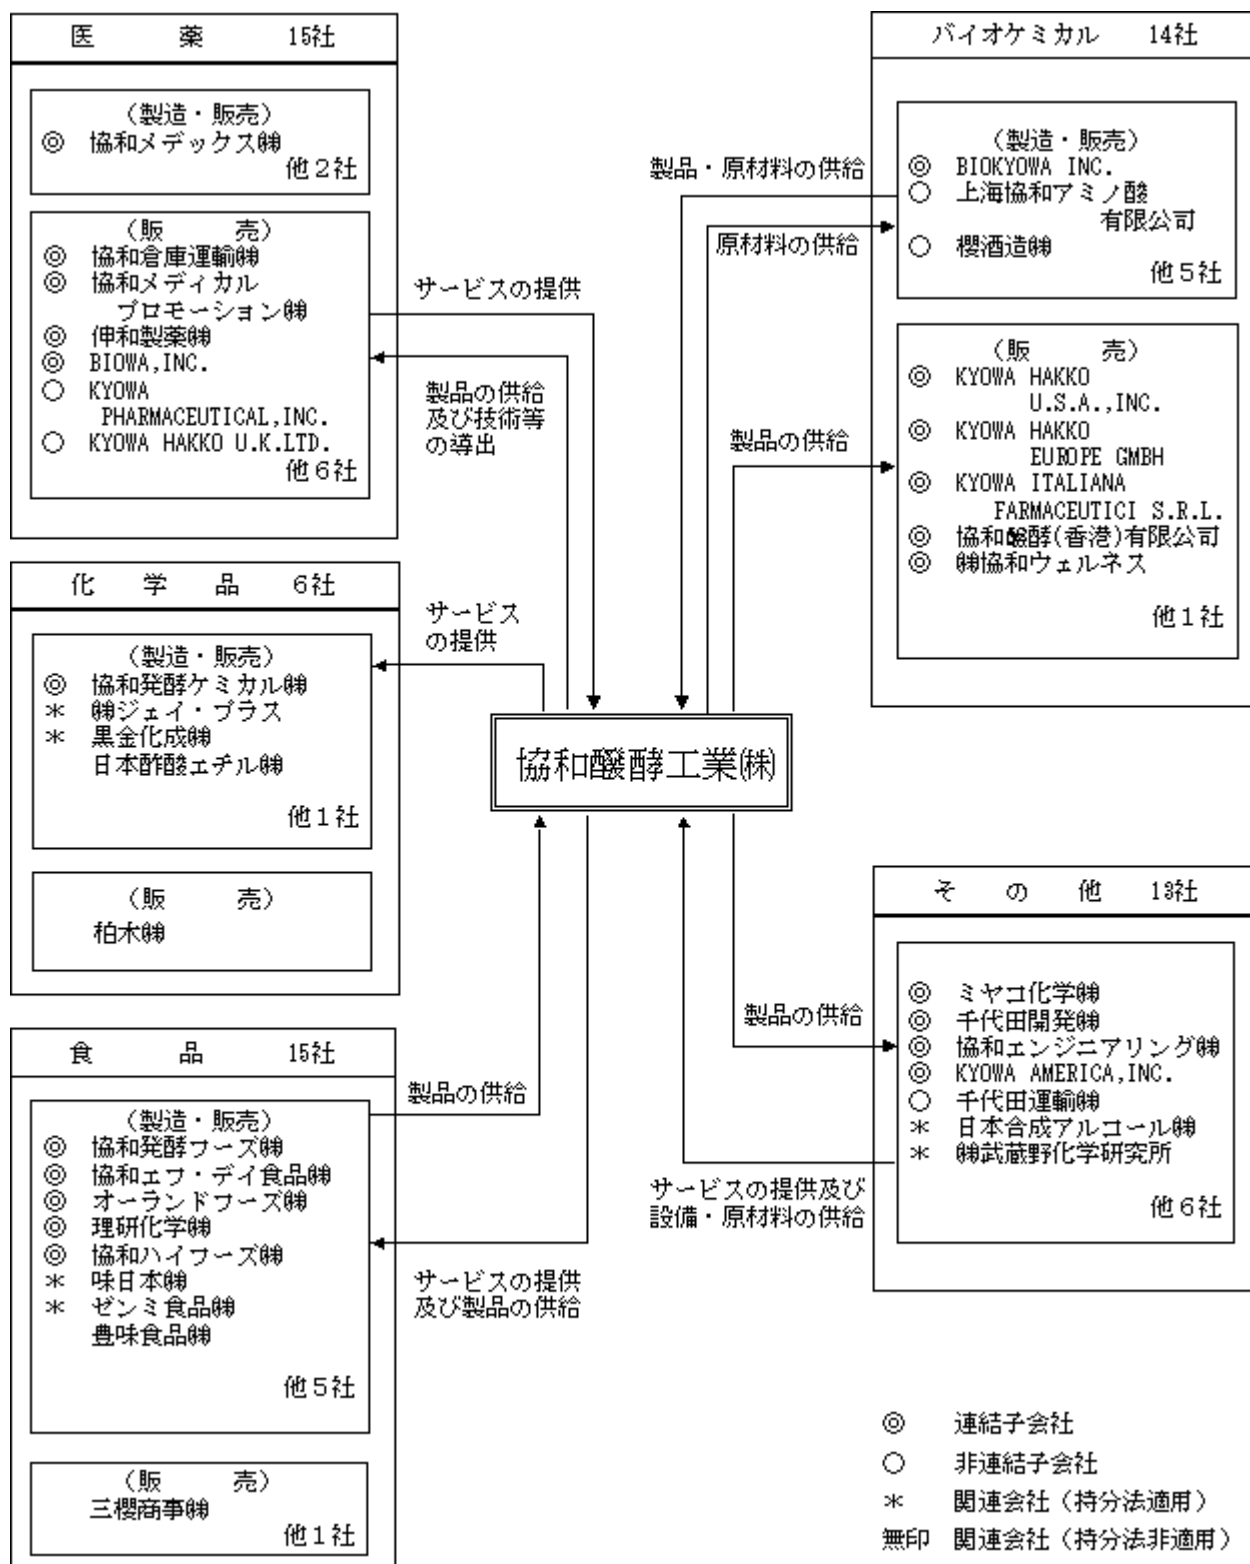 医　薬　15社
（製造・販売）
◎ 協和メデックス㈱
他２社
（販　売）
◎ 協和倉庫運輸㈱
◎ 協和メディカル
プロモーション㈱
◎ 伸和製薬㈱
◎ BIOWA,INC.
○ KYOWA
PHARMACEUTICAL,INC.
○ KYOWA HAKKO U.K.LTD.
他６社
化　学　品　6社
（製造・販売）
◎ 協和発酵ケミカル㈱
＊ ㈱ジェイ・プラス
＊ 黒金化成㈱
日本酢酸エチル㈱
他１社
（販　売）
柏木㈱
食　品　15社
（製造・販売）
◎ 協和発酵フーズ㈱
◎ 協和エフ・デイ食品㈱
◎ オーランドフーズ㈱
◎ 理研化学㈱
◎ 協和ハイフーズ㈱
＊ 味日本㈱
＊ ゼンミ食品㈱
豊味食品㈱
他５社
（販　売）
三櫻商事㈱
他１社
サービスの提供
製品の供給
及び技術等
の導出
サービス
の提供
協和醱酵工業㈱
製品の供給
サービスの提供
及び製品の供給
製品・原材料の供給
原材料の供給
製品の供給
製品の供給
サービスの提供及び
設備・原材料の供給
バイオケミカル　14社
（製造・販売）
◎ BIOKYOWA INC.
○ 上海協和アミノ酸
有限公司
○ 櫻酒造㈱
他５社
（販　売）
◎ KYOWA HAKKO
U.S.A.,INC.
◎ KYOWA HAKKO
EUROPE GMBH
◎ KYOWA ITALIANA
FARMACEUTICI S.R.L.
◎ 協和醱酵(香港)有限公司
◎ ㈱協和ウェルネス
他１社
そ　の　他　13社
◎ ミヤコ化学㈱
◎ 千代田開発㈱
◎ 協和エンジニアリング㈱
◎ KYOWA AMERICA,INC.
○ 千代田運輸㈱
＊ 日本合成アルコール㈱
＊ ㈱武蔵野化学研究所
他６社
◎ 連結子会社
○ 非連結子会社
＊ 関連会社（持分法適用）
無印 関連会社（持分法非適用）